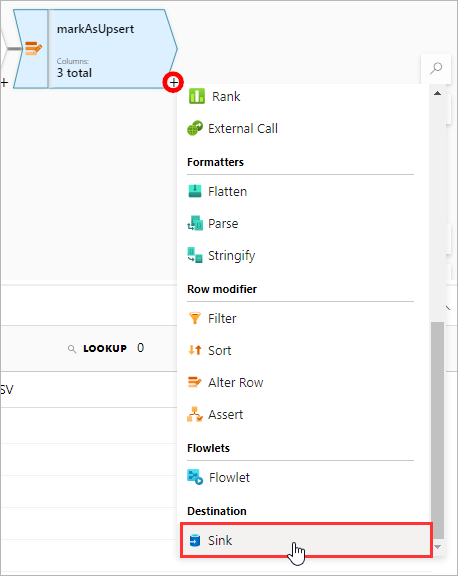 markAsUpsert
Columns:
3 total
+
+
Rank
External Call
Formatters
Flatten
Parse
Stringify
Row modifier
Filter
Sort
LOOKUP 0
Alter Row
SV
Assert
Flowlets
Flowlet
Destination
Sink